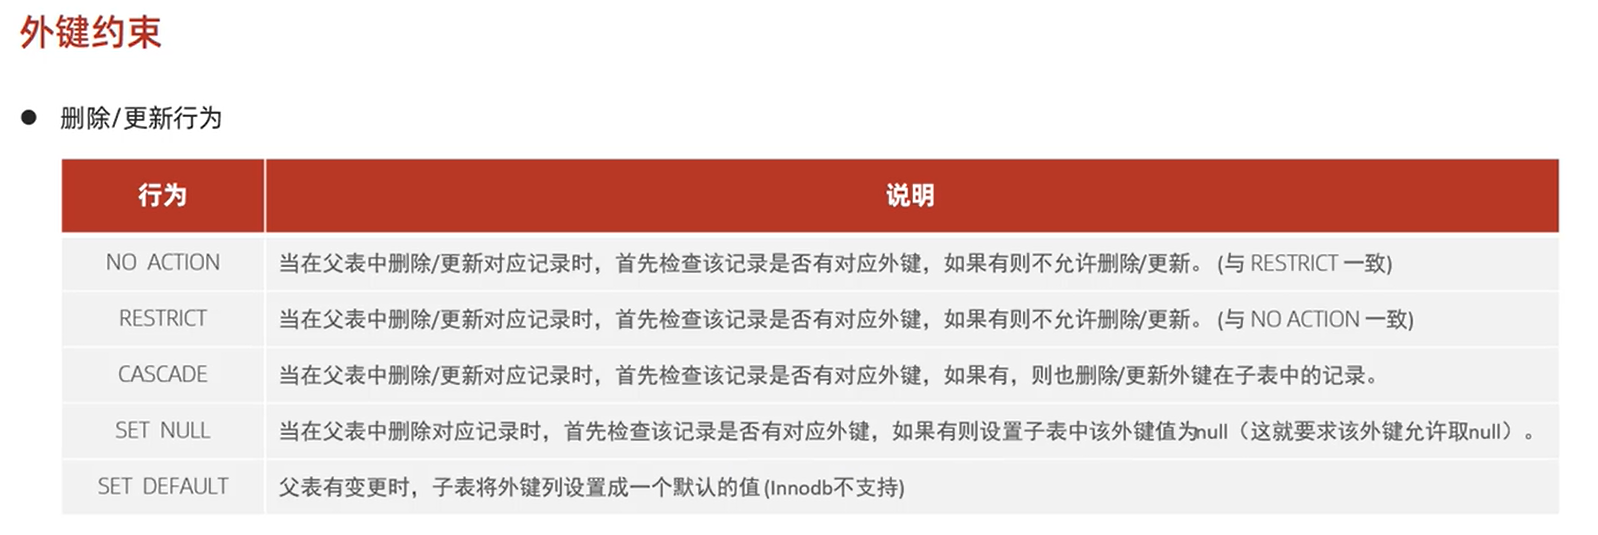 外键约束
● 删除/更新行为
行为 说明
NO ACTION 当在父表中删除/更新对应记录时，首先检查该记录是否有对应外键，如果有则不允许删除/更新。 (与 RESTRICT 一致)
RESTRICT 当在父表中删除/更新对应记录时，首先检查该记录是否有对应外键，如果有则不允许删除/更新。 (与 NO ACTION 一致)
CASCADE 当在父表中删除/更新对应记录时，首先检查该记录是否有对应外键，如果有，则也删除/更新外键在子表中的记录。
SET NULL 当在父表中删除对应记录时，首先检查该记录是否有对应外键，如果有则设置子表中该外键值为null（这就要求该外键允许取null）。
SET DEFAULT 父表有变更时，子表将外键列设置成一个默认的值 (Innodb不支持)